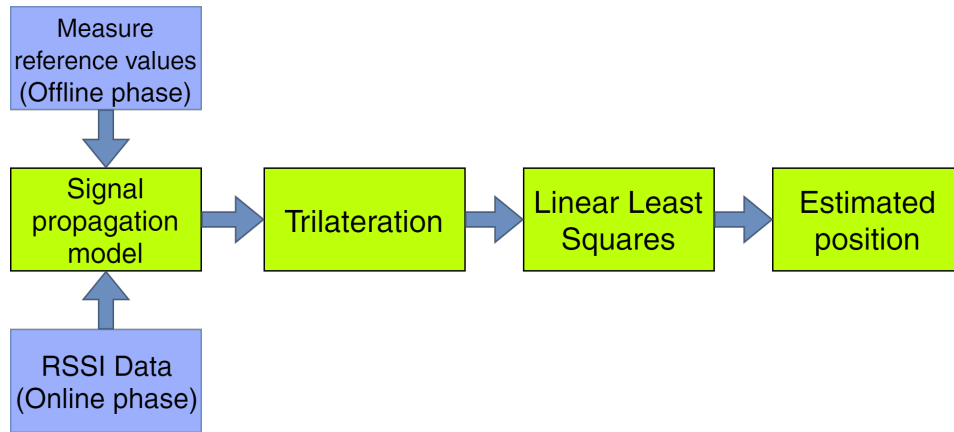 Measure
reference values
(Offline phase)
Signal
propagation
model
Trilateration
Linear Least
Squares
Estimated
position
RSSI Data
(Online phase)